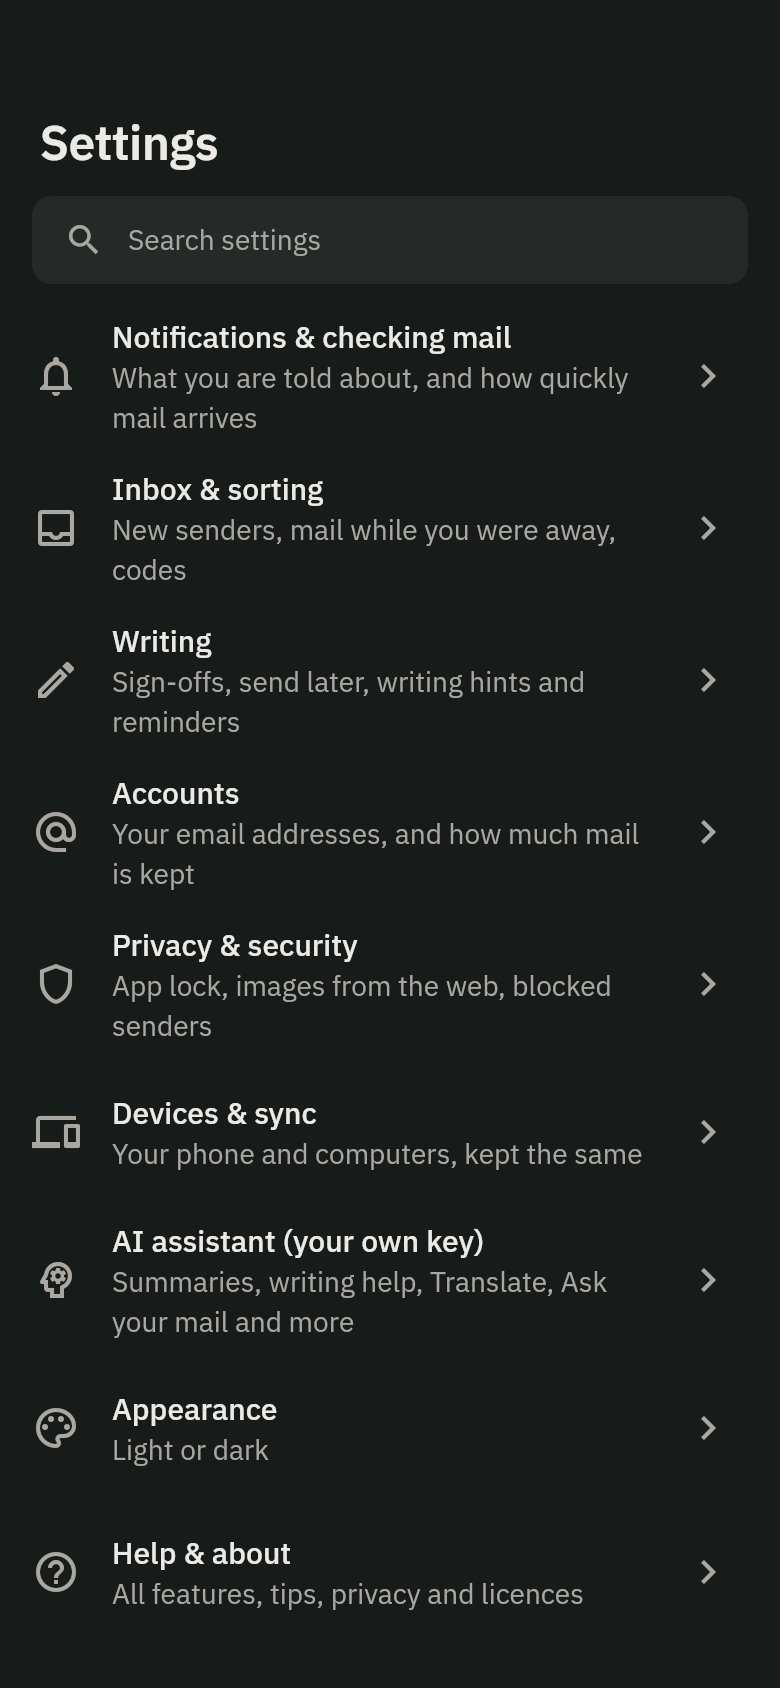 Settings
Search settings
Notifications & checking mail
What you are told about, and how quickly
mail arrives
Inbox & sorting
New senders, mail while you were away,
codes
Writing
Sign-offs, send later, writing hints and
reminders
Accounts
Your email addresses, and how much mail
is kept
Privacy & security
App lock, images from the web, blocked
senders
Devices & sync
Your phone and computers, kept the same
AI assistant (your own key)
Summaries, writing help, Translate, Ask
your mail and more
Appearance
Light or dark
Help & about
All features, tips, privacy and licences